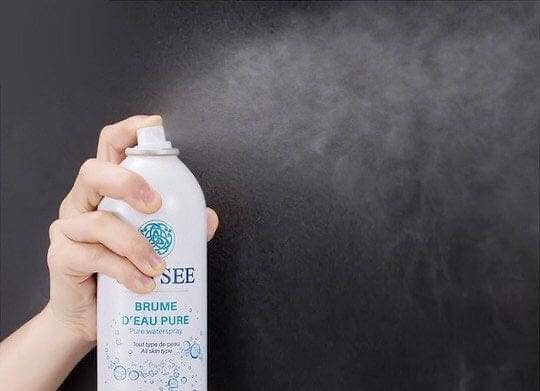 SEE
BRUME
D'EAU PURE
Pure waterspray
Tout type de peau
All skin type